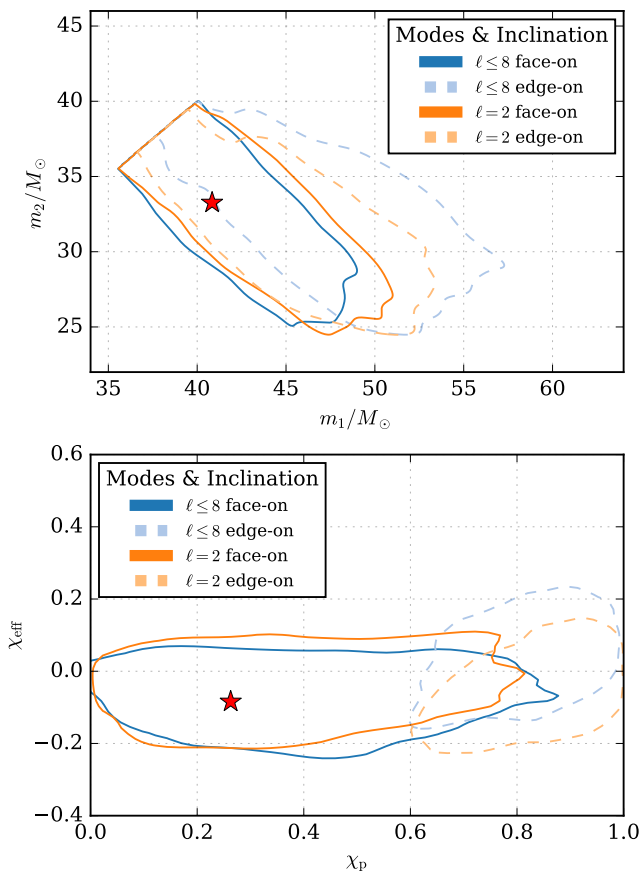 45
40
35
30
25
m₂/M⊙
Modes & Inclination
ℓ ≤ 8 face-on
ℓ ≤ 8 edge-on
ℓ = 2 face-on
ℓ = 2 edge-on
35 40 45 50 55 60
m₁/M⊙
0.6
0.4
0.2
0.0
−0.2
−0.4
χeff
Modes & Inclination
ℓ ≤ 8 face-on
ℓ ≤ 8 edge-on
ℓ = 2 face-on
ℓ = 2 edge-on
0.0 0.2 0.4 0.6 0.8 1.0
χp